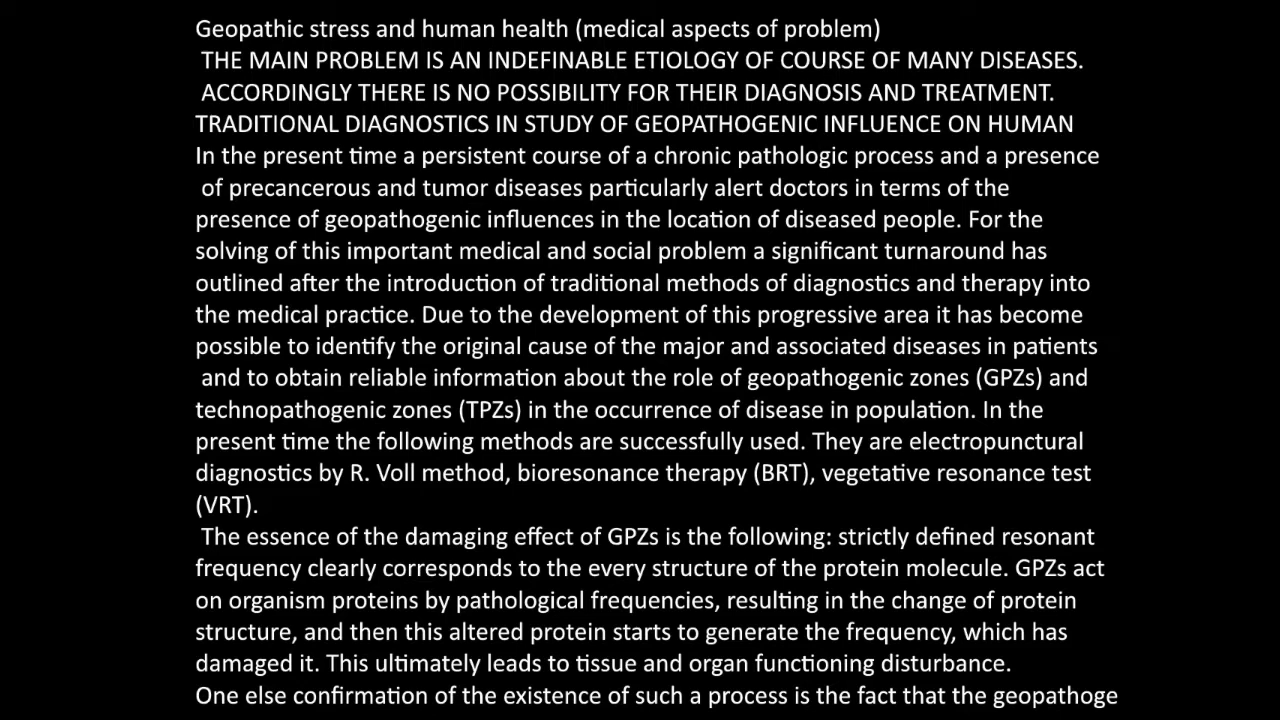 Geopathic stress and human health (medical aspects of problem)
THE MAIN PROBLEM IS AN INDEFINABLE ETIOLOGY OF COURSE OF MANY DISEASES.
ACCORDINGLY THERE IS NO POSSIBILITY FOR THEIR DIAGNOSIS AND TREATMENT.
TRADITIONAL DIAGNOSTICS IN STUDY OF GEOPATHOGENIC INFLUENCE ON HUMAN
In the present time a persistent course of a chronic pathologic process and a presence
of precancerous and tumor diseases particularly alert doctors in terms of the
presence of geopathogenic influences in the location of diseased people. For the
solving of this important medical and social problem a significant turnaround has
outlined after the introduction of traditional methods of diagnostics and therapy into
the medical practice. Due to the development of this progressive area it has become
possible to identify the original cause of the major and associated diseases in patients
and to obtain reliable information about the role of geopathogenic zones (GPZs) and
technopathogenic zones (TPZs) in the occurrence of disease in population. In the
present time the following methods are successfully used. They are electropunctural
diagnostics by R. Voll method, bioresonance therapy (BRT), vegetative resonance test
(VRT).
The essence of the damaging effect of GPZs is the following: strictly defined resonant
frequency clearly corresponds to the every structure of the protein molecule. GPZs act
on organism proteins by pathological frequencies, resulting in the change of protein
structure, and then this altered protein starts to generate the frequency, which has
damaged it. This ultimately leads to tissue and organ functioning disturbance.
One else confirmation of the existence of such a process is the fact that the geopathoge